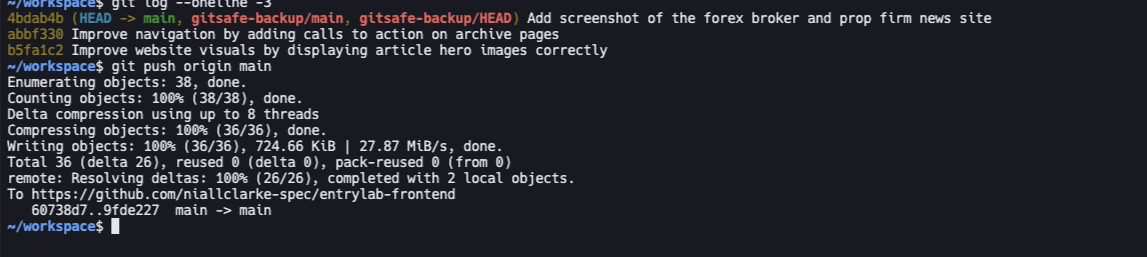 ~/workspace$ git log --oneline -3
4bdab4b (HEAD -> main, gitsafe-backup/main, gitsafe-backup/HEAD) Add screenshot of the forex broker and prop firm news site
abbf330 Improve navigation by adding calls to action on archive pages
b5fa1c2 Improve website visuals by displaying article hero images correctly
~/workspace$ git push origin main
Enumerating objects: 38, done.
Counting objects: 100% (38/38), done.
Delta compression using up to 8 threads
Compressing objects: 100% (36/36), done.
Writing objects: 100% (36/36), 724.66 KiB | 27.87 MiB/s, done.
Total 36 (delta 26), reused 0 (delta 0), pack-reused 0 (from 0)
remote: Resolving deltas: 100% (26/26), completed with 2 local objects.
To https://github.com/niallclarke-spec/entrylab-frontend
   60738d7..9fde227  main -> main
~/workspace$